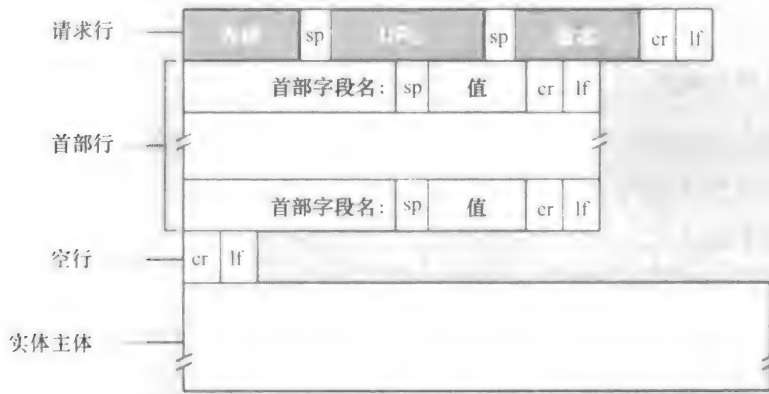 请求行 sp URL sp cr lf
首部字段名: sp 值 cr lf
首部行
首部字段名: sp 值 cr lf
空行 cr lf
实体主体